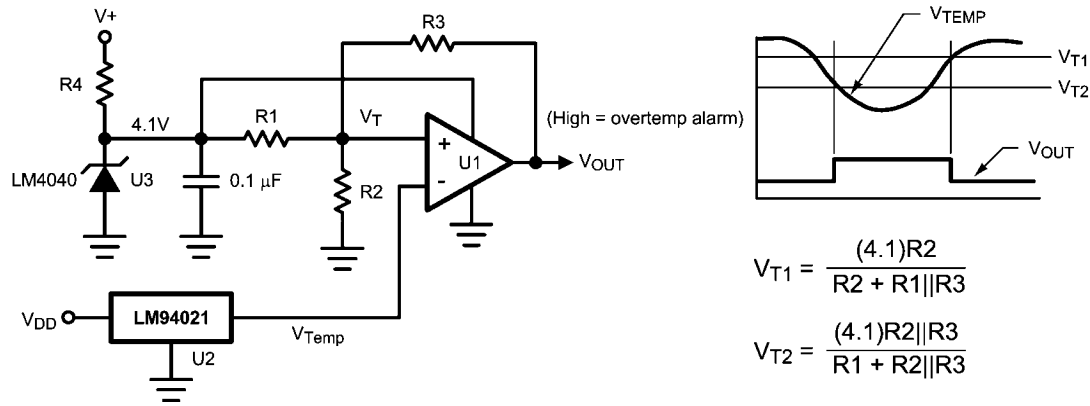 V+
R4
4.1V
LM4040
U3
0.1 μF
R1
VT
R3
R2
+
-
U1
(High = overtemp alarm)
VOUT
VDD
LM94021
U2
VTemp
VTEMP
VT1
VT2
VOUT
VT1 = (4.1)R2 / R2 + R1||R3
VT2 = (4.1)R2||R3 / R1 + R2||R3